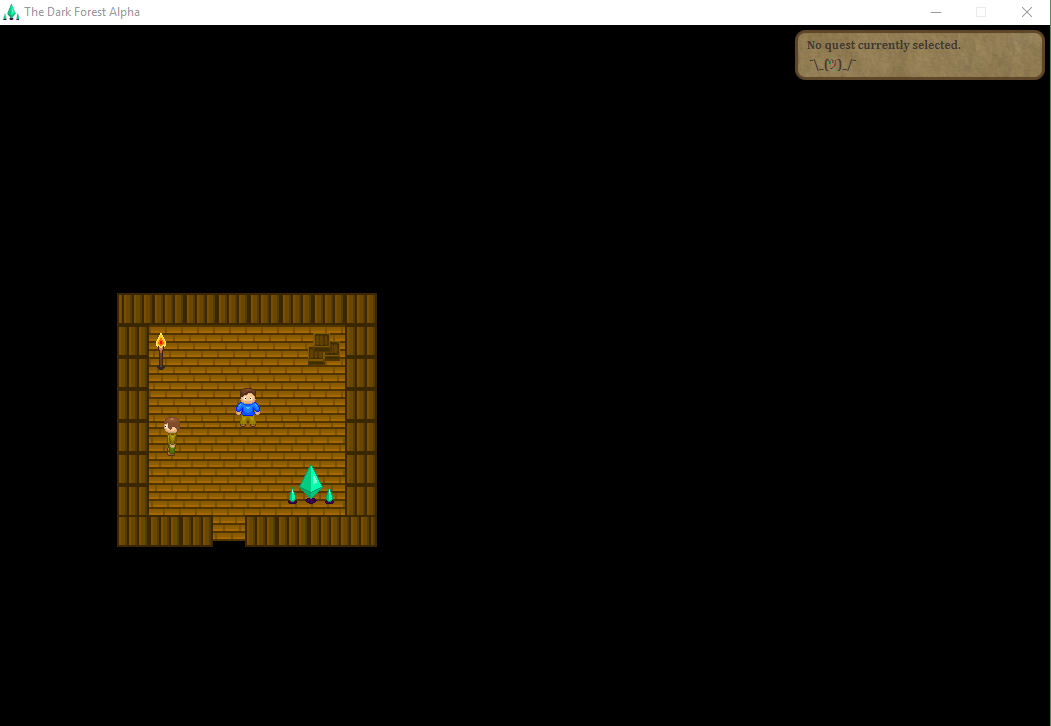 The Dark Forest Alpha
No quest currently selected.
¯\_(ツ)_/¯